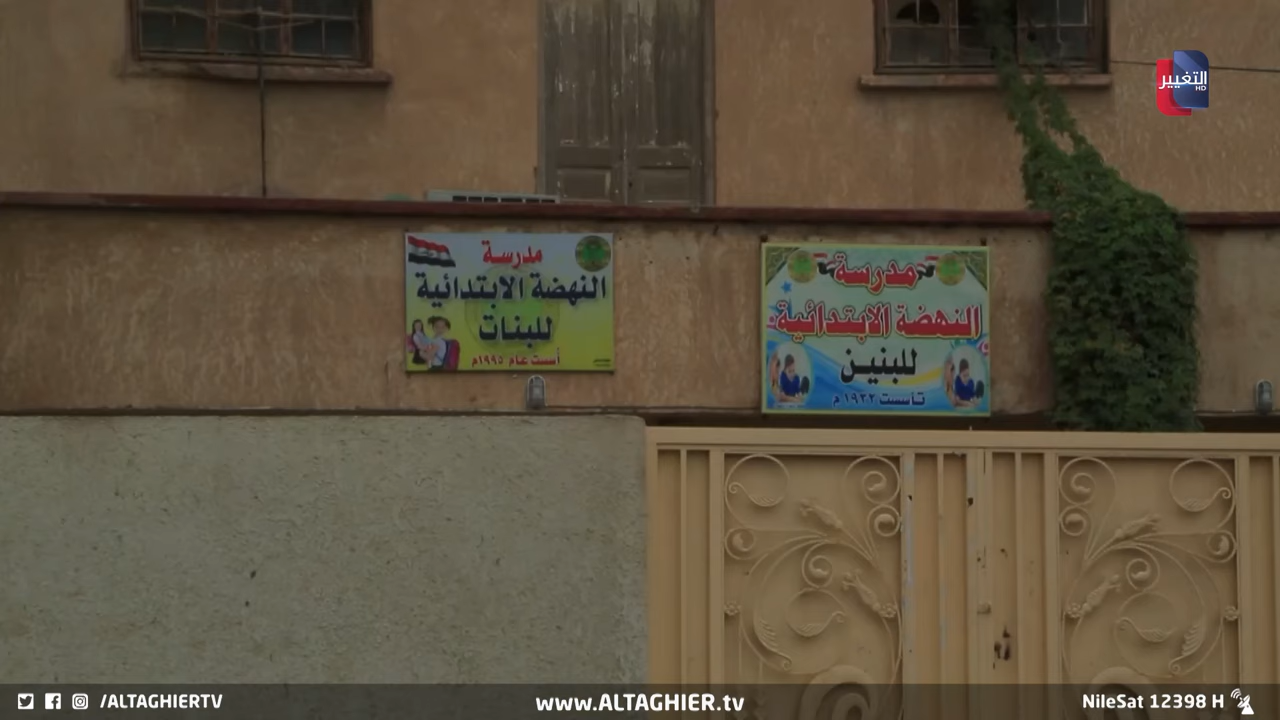 التغيير
HD
مدرسة
النهضة الابتدائية
للبنات
أسست عام ١٩٩٥م
مدرسة
النهضة الابتدائية
للبنين
تأسست ١٩٣٢ م
/ALTAGHIERTV
www.ALTAGHIER.tv
NileSat 12398 H